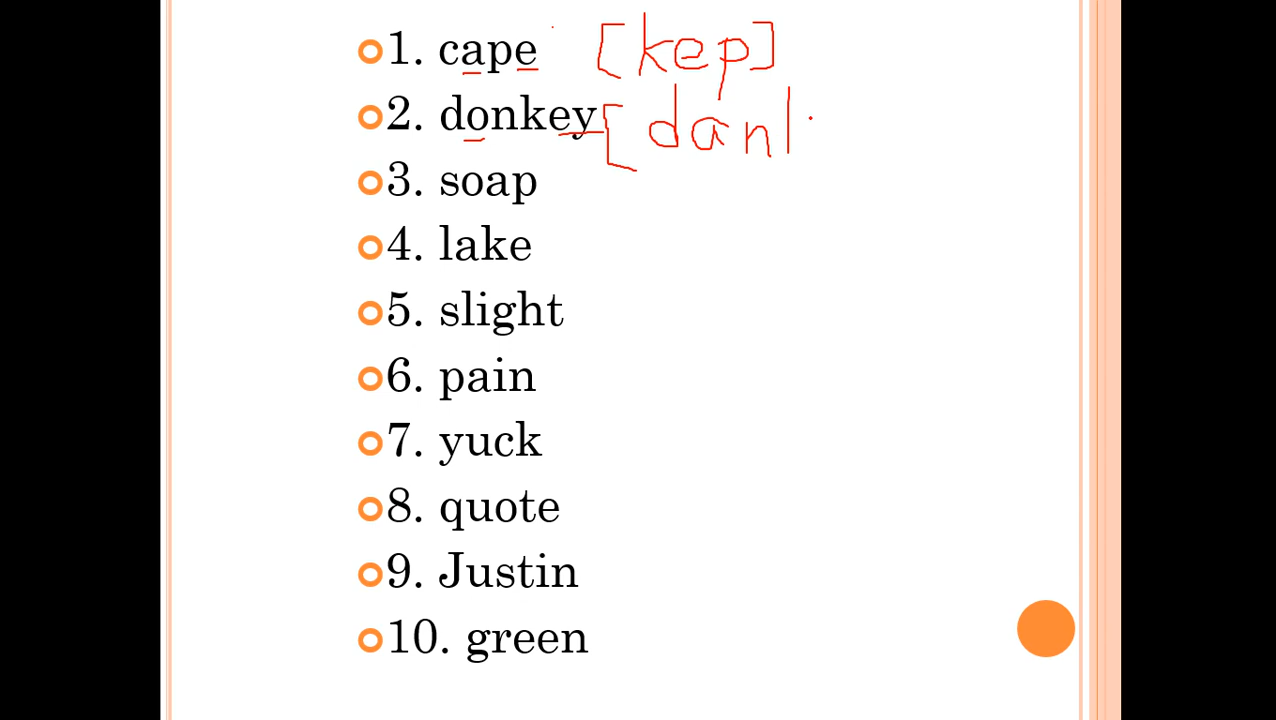 1. cape [kep]
2. donkey [dan
3. soap
4. lake
5. slight
6. pain
7. yuck
8. quote
9. Justin
10. green